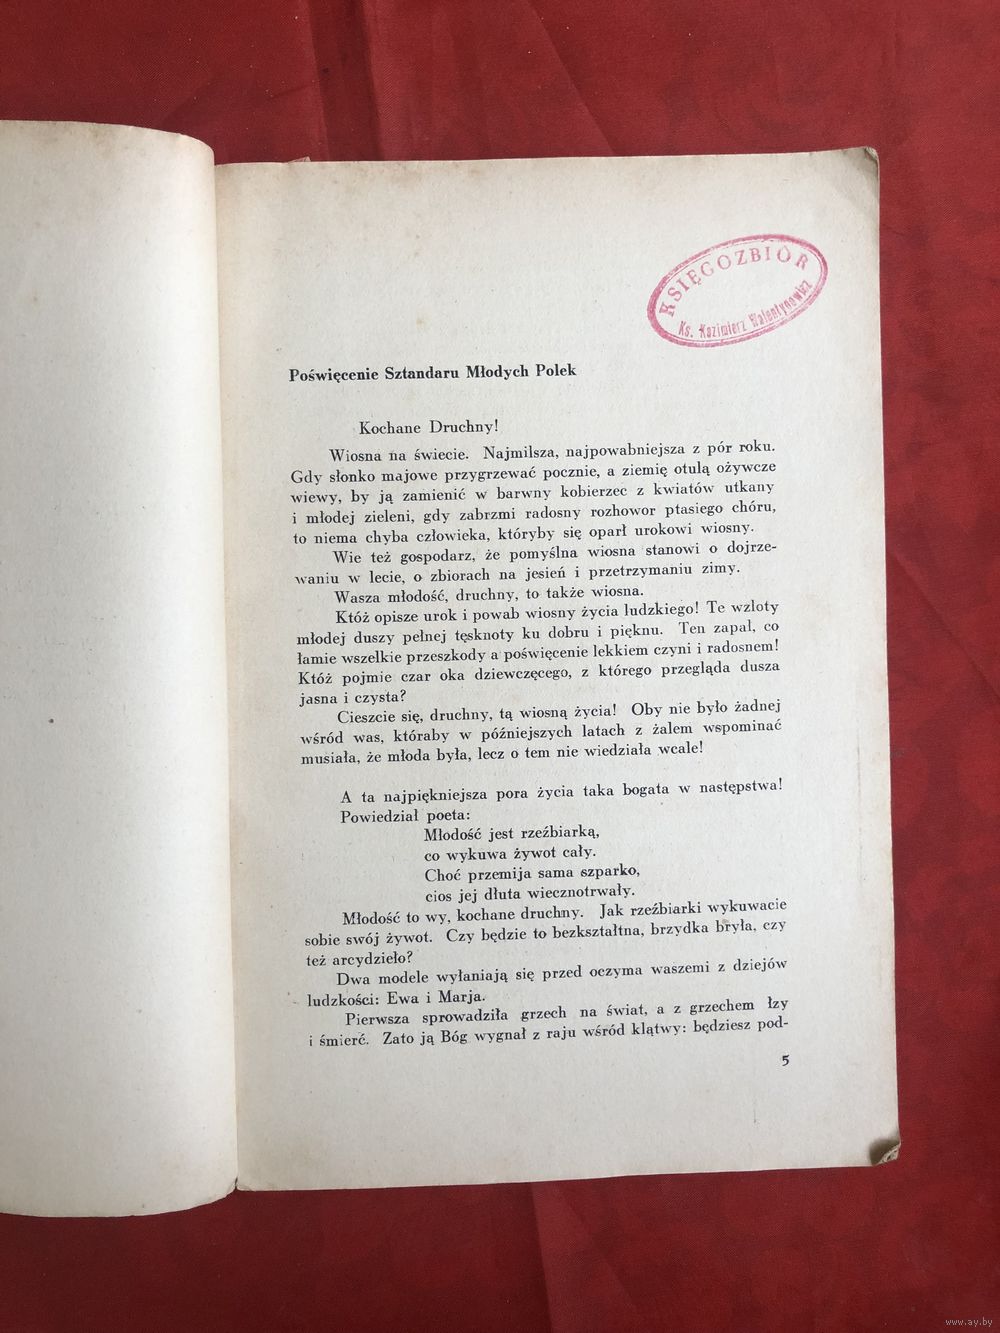 KSIĘGOZBIÓR
Ks. Kazimierz Walentynowicz
Poświęcenie Sztandaru Młodych Polek
Kochane Druchny!
Wiosna na świecie. Najmilsza, najpowabniejsza z pór roku.
Gdy słonko majowe przygrzewać pocznie, a ziemię otulą ożywcze
wiewy, by ją zamienić w barwny kobierzec z kwiatów utkany
i młodej zieleni, gdy zabrzmi radosny rozhowor ptasiego chóru,
to niema chyba człowieka, któryby się oparł urokowi wiosny.
Wie też gospodarz, że pomyślna wiosna stanowi o dojrze-
waniu w lecie, o zbiorach na jesień i przetrzymaniu zimy.
Wasza młodość, druchny, to także wiosna.
Któż opisze urok i powab wiosny życia ludzkiego! Te wzloty
młodej duszy pełnej tęsknoty ku dobru i pięknu. Ten zapał, co
łamie wszelkie przeszkody a poświęcenie lekkiem czyni i radosnem!
Któż pojmie czar oka dziewczęcego, z którego przegląda dusza
jasna i czysta?
Cieszcie się, druchny, tą wiosną życia! Oby nie było żadnej
wśród was, któraby w późniejszych latach z żalem wspominać
musiała, że młoda była, lecz o tem nie wiedziała wcale!
A ta najpiękniejsza pora życia taka bogata w następstwa!
Powiedział poeta:
Młodość jest rzeźbiarką,
co wykuwa żywot cały.
Choć przemija sama szparko,
cios jej dłuta wiecznotrwały.
Młodość to wy, kochane druchny. Jak rzeźbiarki wykuwacie
sobie swój żywot. Czy będzie to bezkształtna, brzydka bryła, czy
też arcydzieło?
Dwa modele wyłaniają się przed oczyma waszemi z dziejów
ludzkości: Ewa i Marja.
Pierwsza sprowadziła grzech na świat, a z grzechem łzy
i śmierć. Zato ją Bóg wygnał z raju wśród klątwy: będziesz pod-
5
www.ay.by